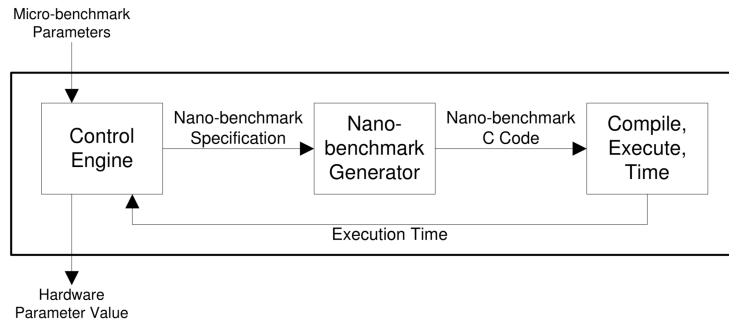 Micro-benchmark
Parameters
Control
Engine
Nano-benchmark
Specification
Nano-
benchmark
Generator
Nano-benchmark
C Code
Compile,
Execute,
Time
Execution Time
Hardware
Parameter Value